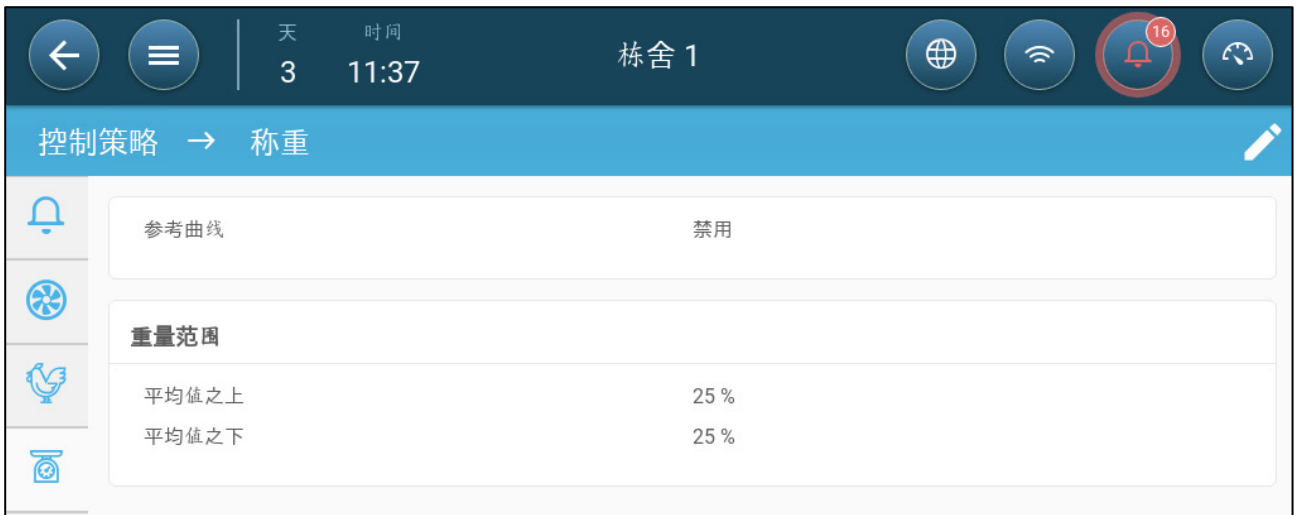 天 时间
3 11:37 栋舍 1 16
控制策略 → 称重
参考曲线 禁用
重量范围
平均值之上 25 %
平均值之下 25 %